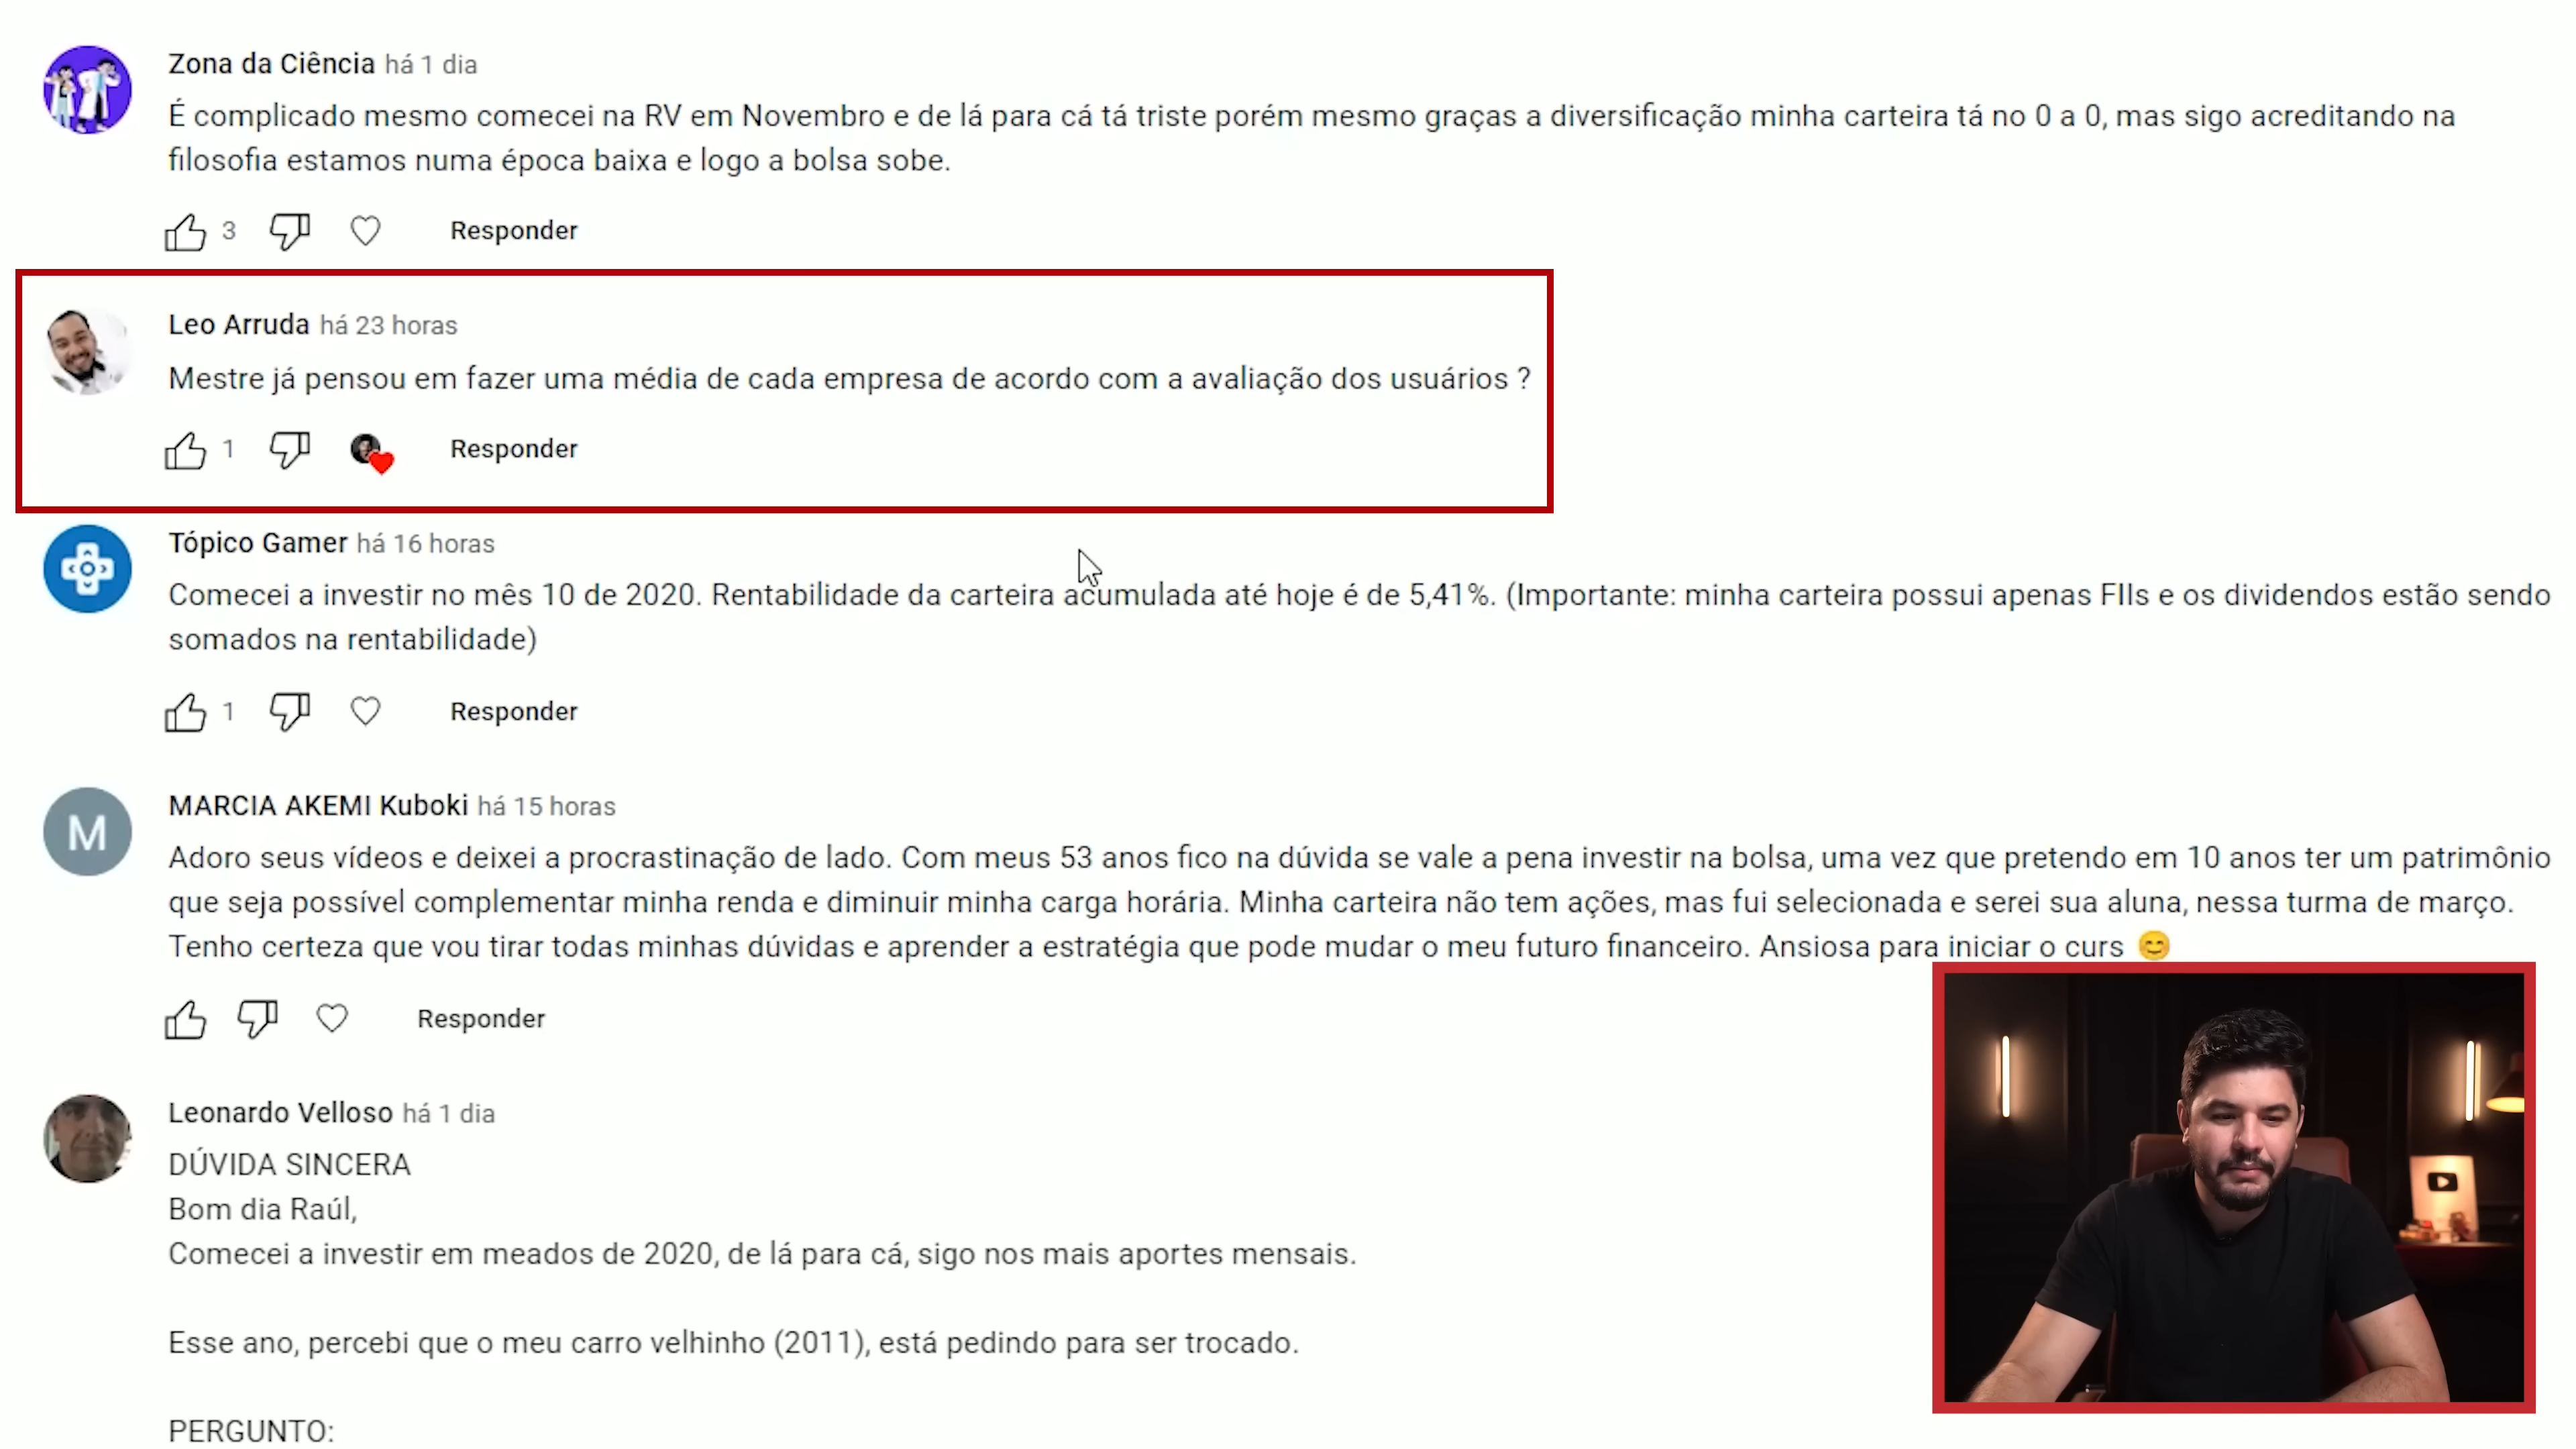 Zona da Ciência há 1 dia
É complicado mesmo comecei na RV em Novembro e de lá para cá tá triste porém mesmo graças a diversificação minha carteira tá no 0 a 0, mas sigo acreditando na
filosofia estamos numa época baixa e logo a bolsa sobe.
3 Responder
Leo Arruda há 23 horas
Mestre já pensou em fazer uma média de cada empresa de acordo com a avaliação dos usuários ?
1 Responder
Tópico Gamer há 16 horas
Comecei a investir no mês 10 de 2020. Rentabilidade da carteira acumulada até hoje é de 5,41%. (Importante: minha carteira possui apenas FIIs e os dividendos estão sendo
somados na rentabilidade)
1 Responder
M
MARCIA AKEMI Kuboki há 15 horas
Adoro seus vídeos e deixei a procrastinação de lado. Com meus 53 anos fico na dúvida se vale a pena investir na bolsa, uma vez que pretendo em 10 anos ter um patrimônio
que seja possível complementar minha renda e diminuir minha carga horária. Minha carteira não tem ações, mas fui selecionada e serei sua aluna, nessa turma de março.
Tenho certeza que vou tirar todas minhas dúvidas e aprender a estratégia que pode mudar o meu futuro financeiro. Ansiosa para iniciar o curs 😊
Responder
Leonardo Velloso há 1 dia
DÚVIDA SINCERA
Bom dia Raúl,
Comecei a investir em meados de 2020, de lá para cá, sigo nos mais aportes mensais.
Esse ano, percebi que o meu carro velhinho (2011), está pedindo para ser trocado.
PERGUNTO: